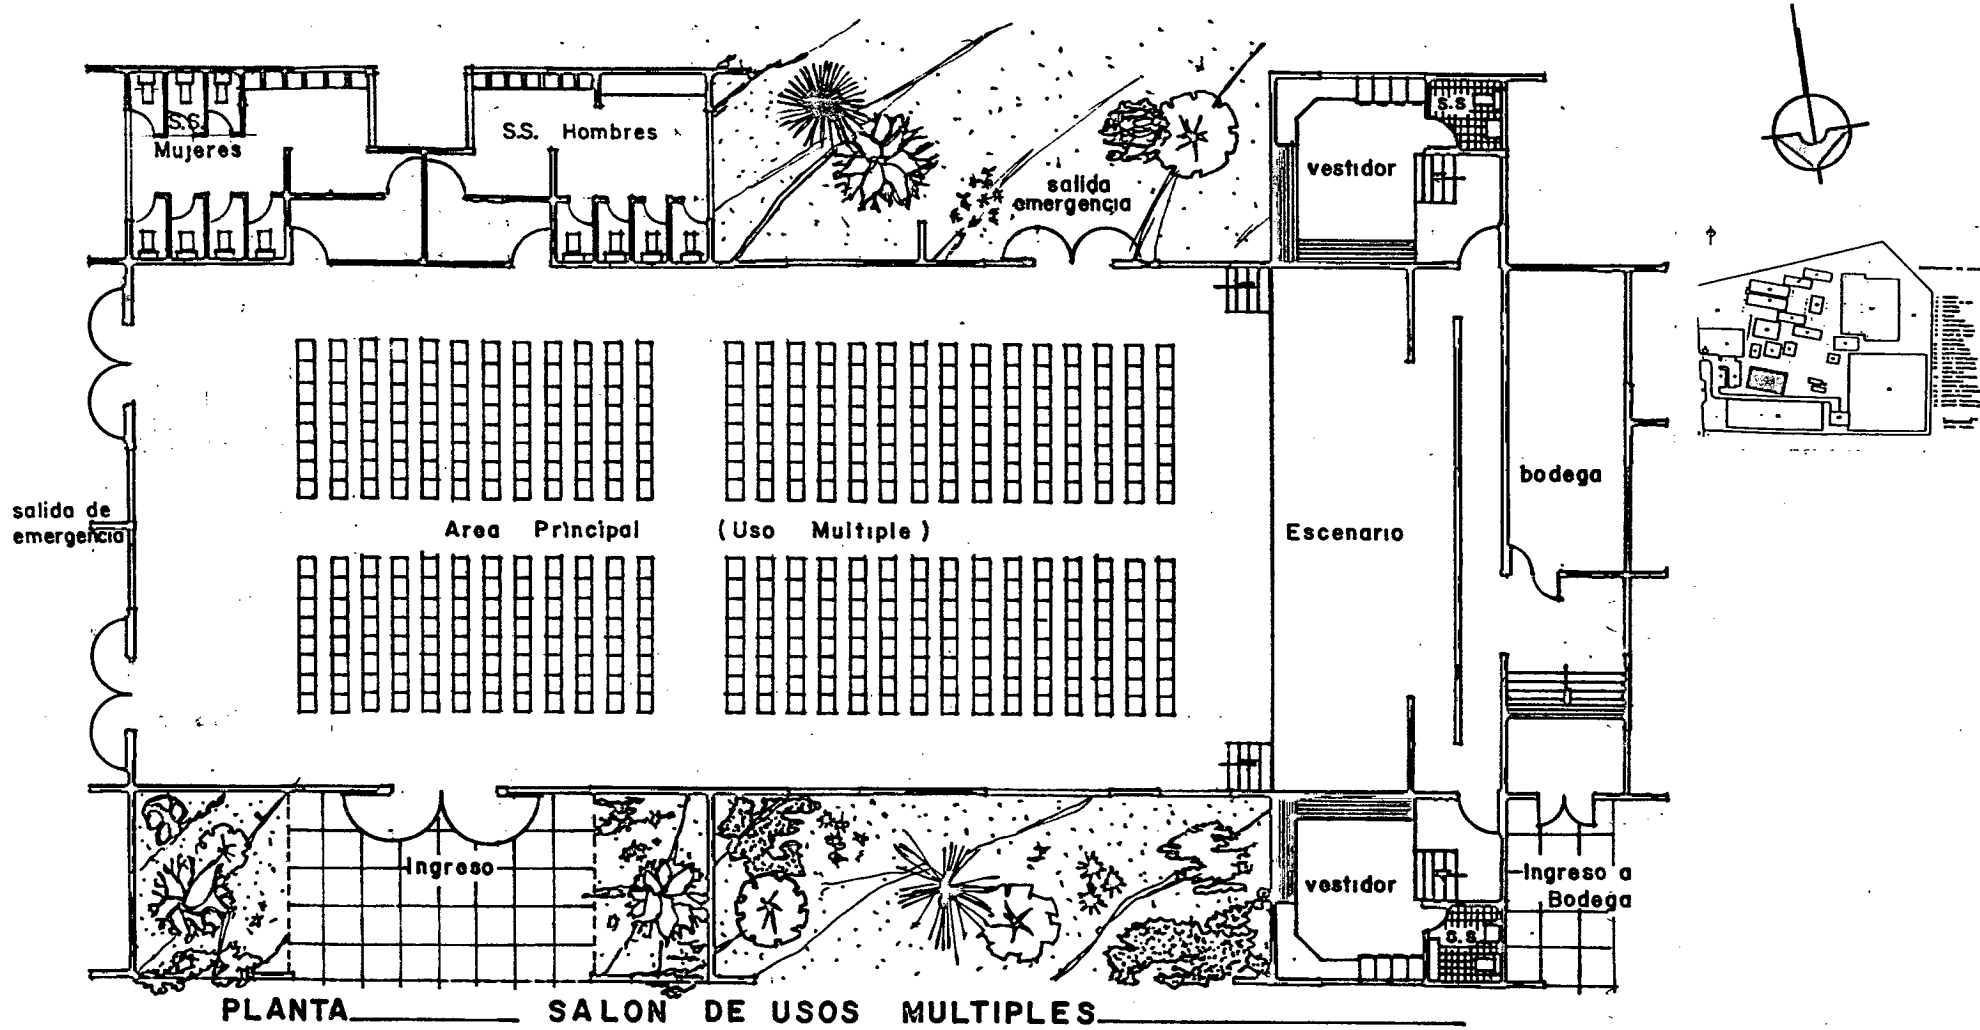 S.S.
Mujeres
S.S. Hombres
salida
emergencia
vestidor
s.s
salida de
emergencia
Area Principal (Uso Multiple)
Escenario
bodega
Ingreso
vestidor
s.s
Ingreso a
Bodega
PLANTA SALON DE USOS MULTIPLES